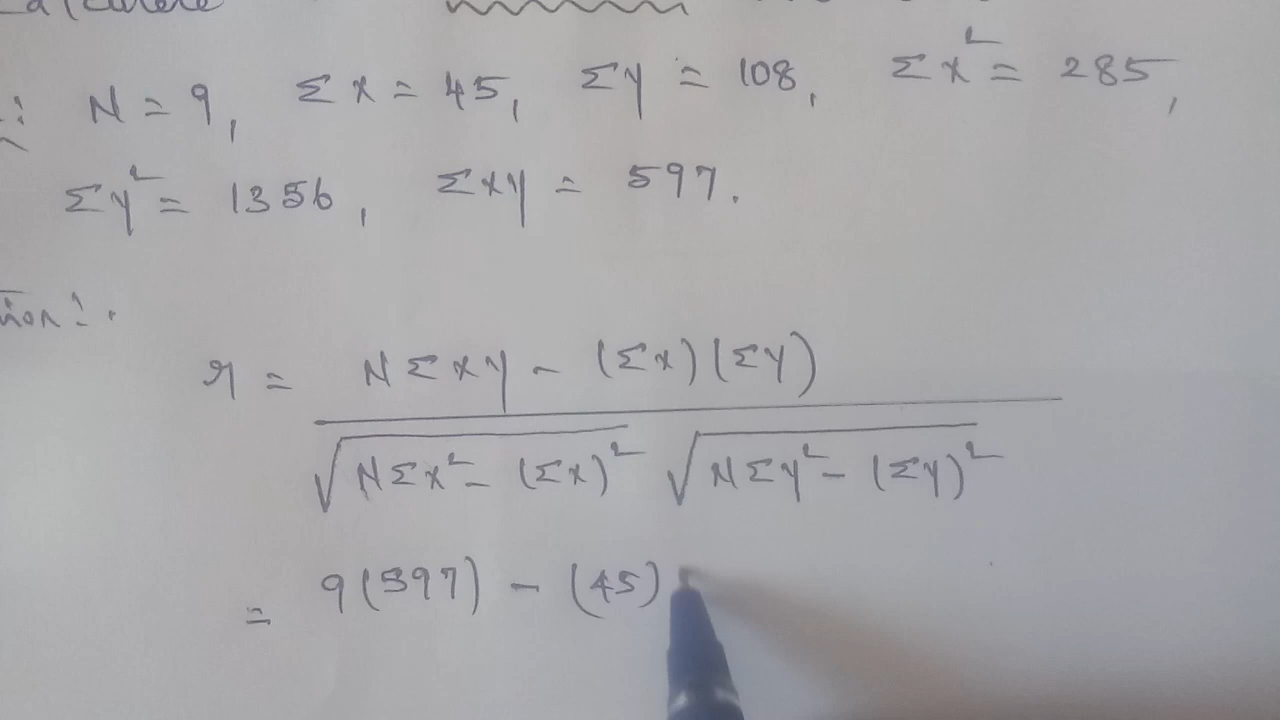 N = 9, Σx = 45, Σy = 108, Σx² = 285,
Σy² = 1356, Σxy = 597.
r = NΣxy - (Σx)(Σy)
√NΣx² - (Σx)² √NΣy² - (Σy)²
= 9(597) - (45)